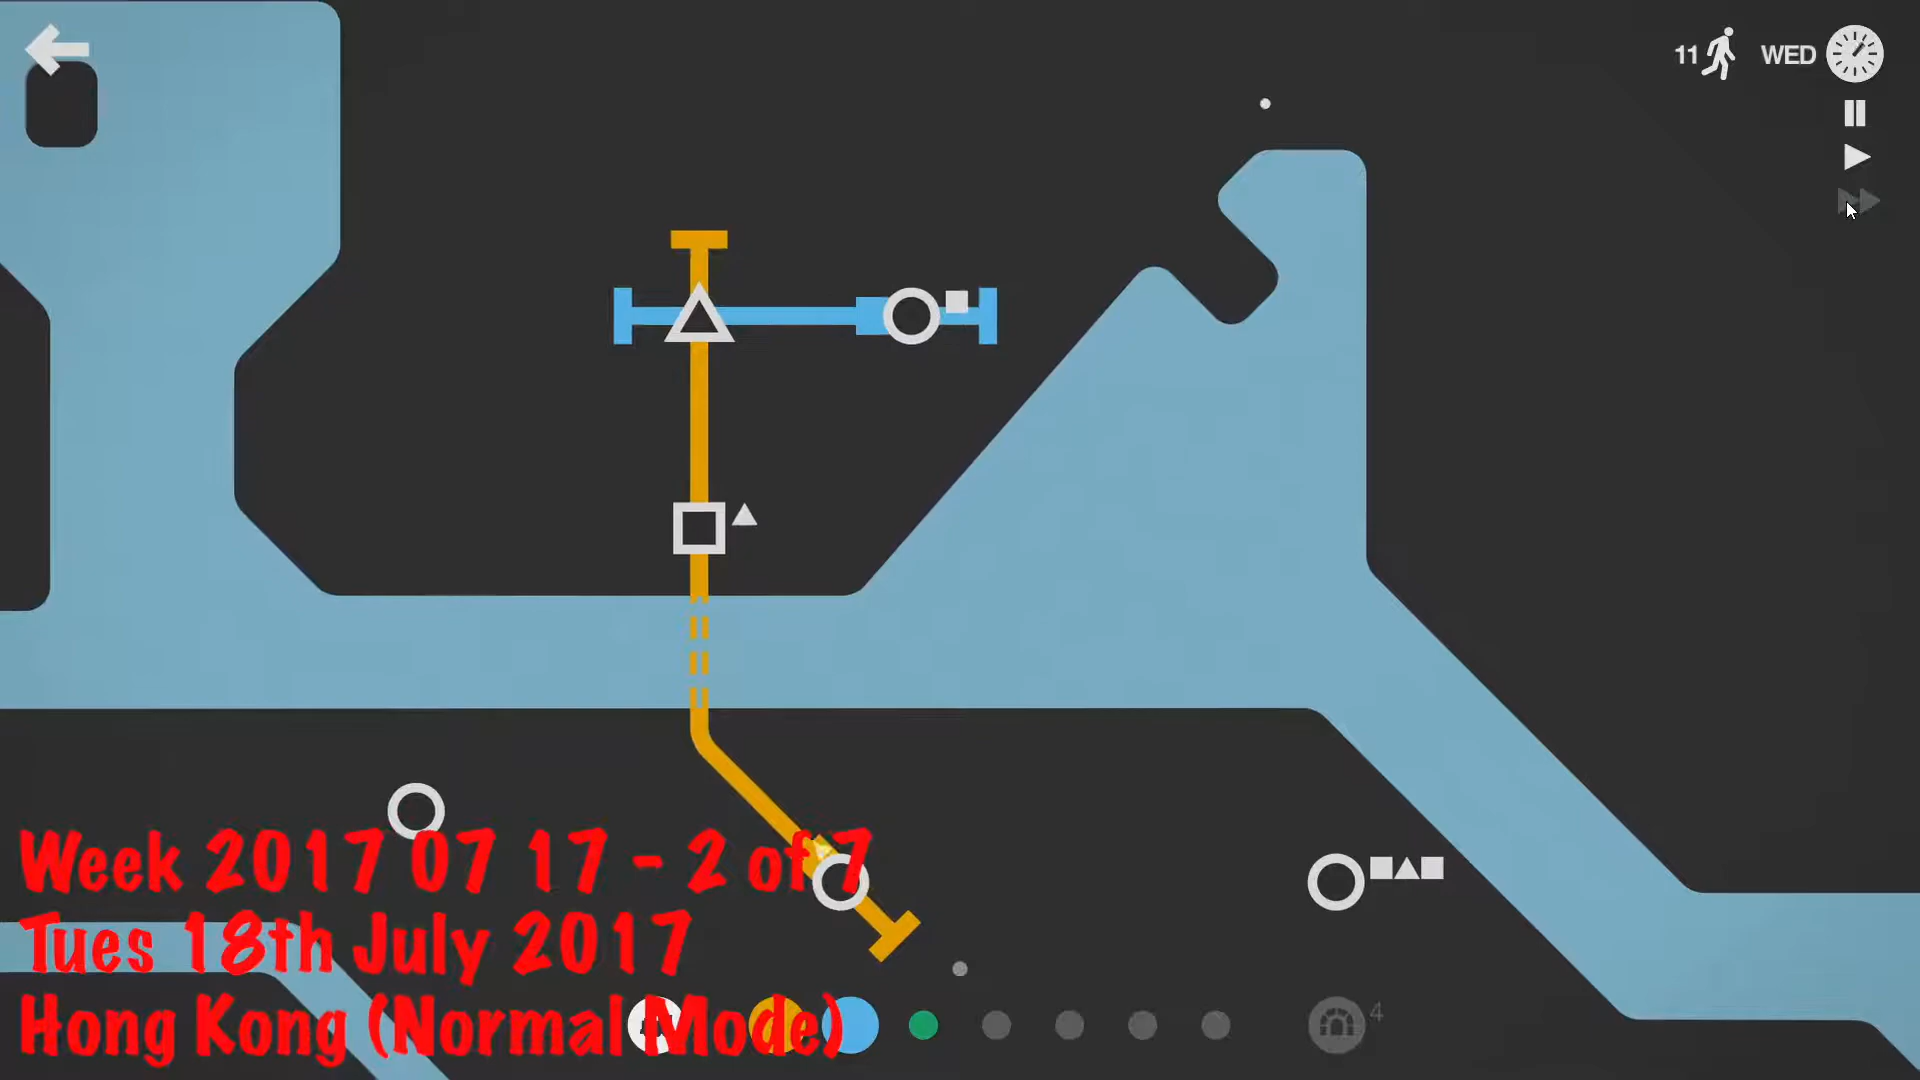 11 WED
Week 2017 07 17 - 2 of 7
Tues 18th July 2017
Hong Kong (Normal Mode)
4